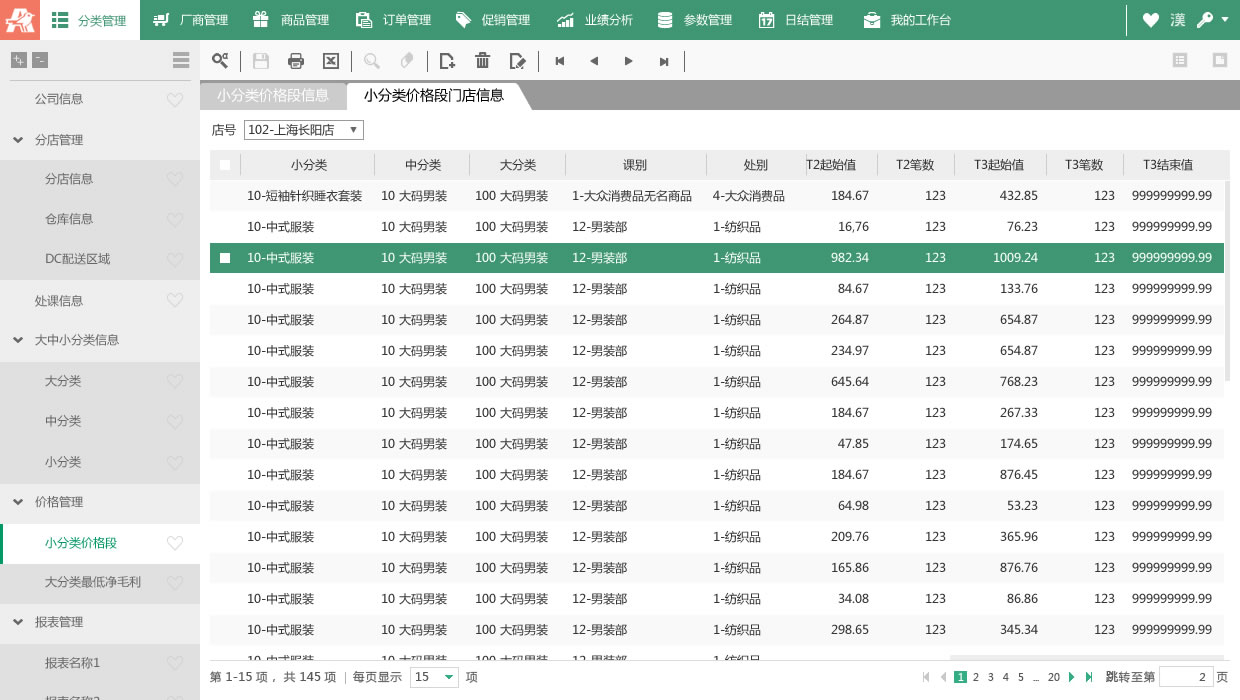 分类管理 厂商管理 商品管理 订单管理 促销管理 业绩分析 参数管理 日结管理 我的工作台 漢
公司信息
分店管理
分店信息
仓库信息
DC配送区域
处课信息
大中小分类信息
大分类
中分类
小分类
价格管理
小分类价格段
大分类最低净毛利
报表管理
报表名称1
小分类价格段信息 小分类价格段门店信息
店号 102-上海长阳店
小分类 中分类 大分类 课别 处别 T2起始值 T2笔数 T3起始值 T3笔数 T3结束值
10-短袖针织睡衣套装 10 大码男装 100 大码男装 1-大众消费品无名商品 4-大众消费品 184.67 123 432.85 123 999999999.99
10-中式服装 10 大码男装 100 大码男装 12-男装部 1-纺织品 16,76 123 76.23 123 999999999.99
10-中式服装 10 大码男装 100 大码男装 12-男装部 1-纺织品 982.34 123 1009.24 123 999999999.99
10-中式服装 10 大码男装 100 大码男装 12-男装部 1-纺织品 84.67 123 133.76 123 999999999.99
10-中式服装 10 大码男装 100 大码男装 12-男装部 1-纺织品 264.87 123 654.87 123 999999999.99
10-中式服装 10 大码男装 100 大码男装 12-男装部 1-纺织品 234.97 123 654.87 123 999999999.99
10-中式服装 10 大码男装 100 大码男装 12-男装部 1-纺织品 645.64 123 768.23 123 999999999.99
10-中式服装 10 大码男装 100 大码男装 12-男装部 1-纺织品 184.67 123 267.33 123 999999999.99
10-中式服装 10 大码男装 100 大码男装 12-男装部 1-纺织品 47.85 123 174.65 123 999999999.99
10-中式服装 10 大码男装 100 大码男装 12-男装部 1-纺织品 184.67 123 876.45 123 999999999.99
10-中式服装 10 大码男装 100 大码男装 12-男装部 1-纺织品 64.98 123 53.23 123 999999999.99
10-中式服装 10 大码男装 100 大码男装 12-男装部 1-纺织品 209.76 123 365.96 123 999999999.99
10-中式服装 10 大码男装 100 大码男装 12-男装部 1-纺织品 165.86 123 876.76 123 999999999.99
10-中式服装 10 大码男装 100 大码男装 12-男装部 1-纺织品 34.08 123 86.86 123 999999999.99
10-中式服装 10 大码男装 100 大码男装 12-男装部 1-纺织品 298.65 123 345.34 123 999999999.99
第 1-15 项， 共 145 项 | 每页显示 15 项 1 2 3 4 5 ... 20 跳转至第 2 页